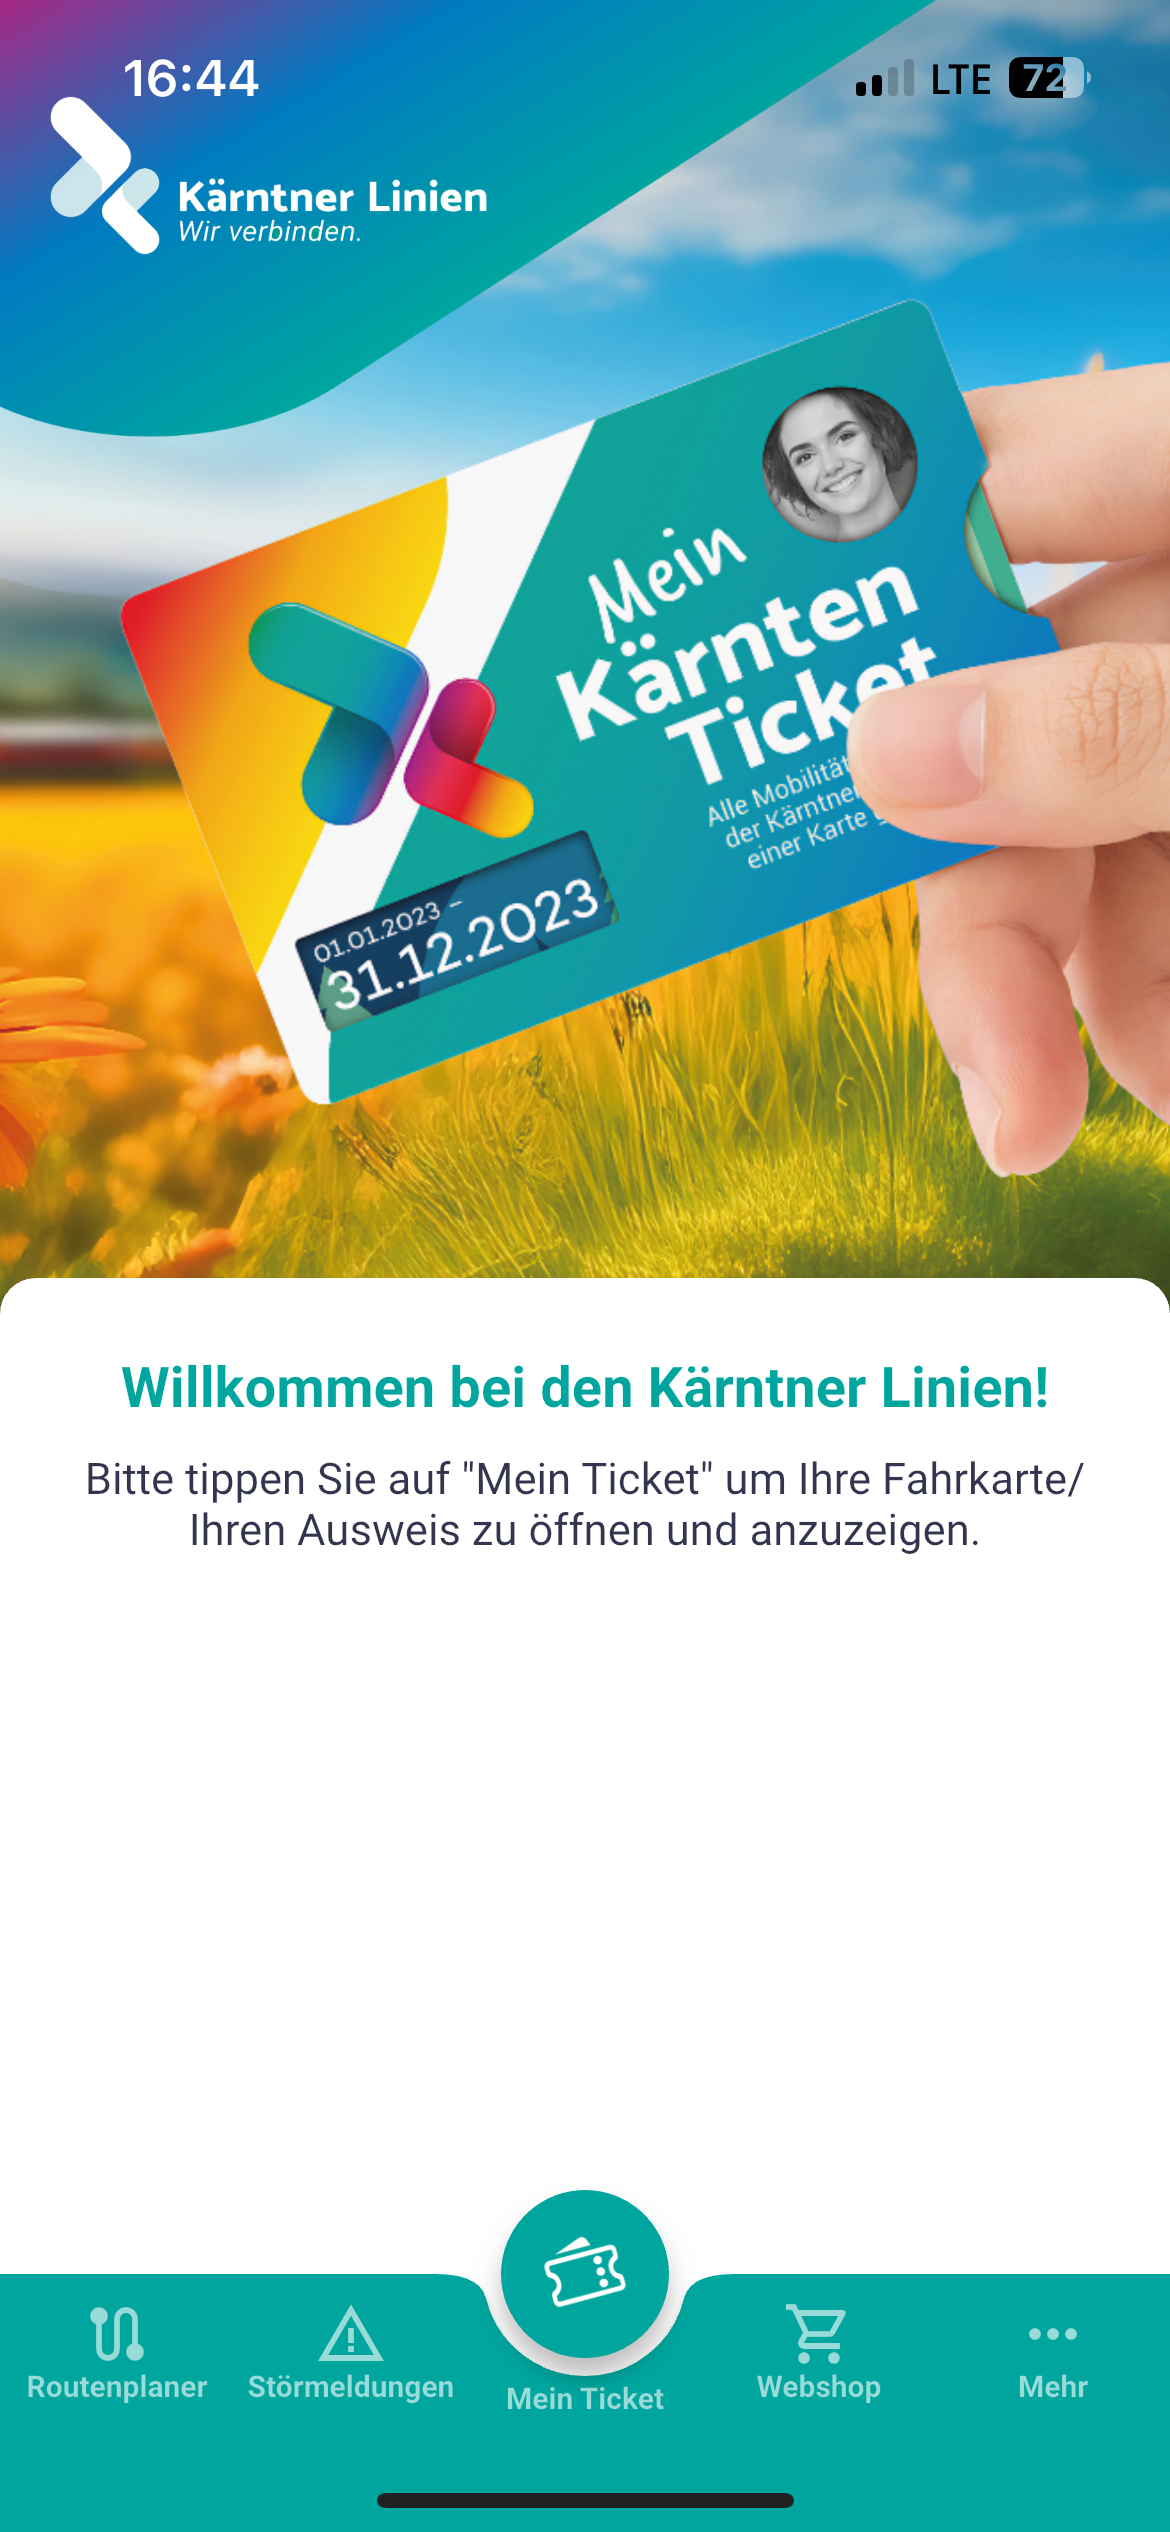 16:44
LTE 72
Kärntner Linien
Wir verbinden.
Mein
Kärnten
Ticket
Alle Mobilität
der Kärntner
einer Karte
01.01.2023 –
31.12.2023
Willkommen bei den Kärntner Linien!
Bitte tippen Sie auf "Mein Ticket" um Ihre Fahrkarte/
Ihren Ausweis zu öffnen und anzuzeigen.
Routenplaner Störmeldungen Mein Ticket Webshop Mehr